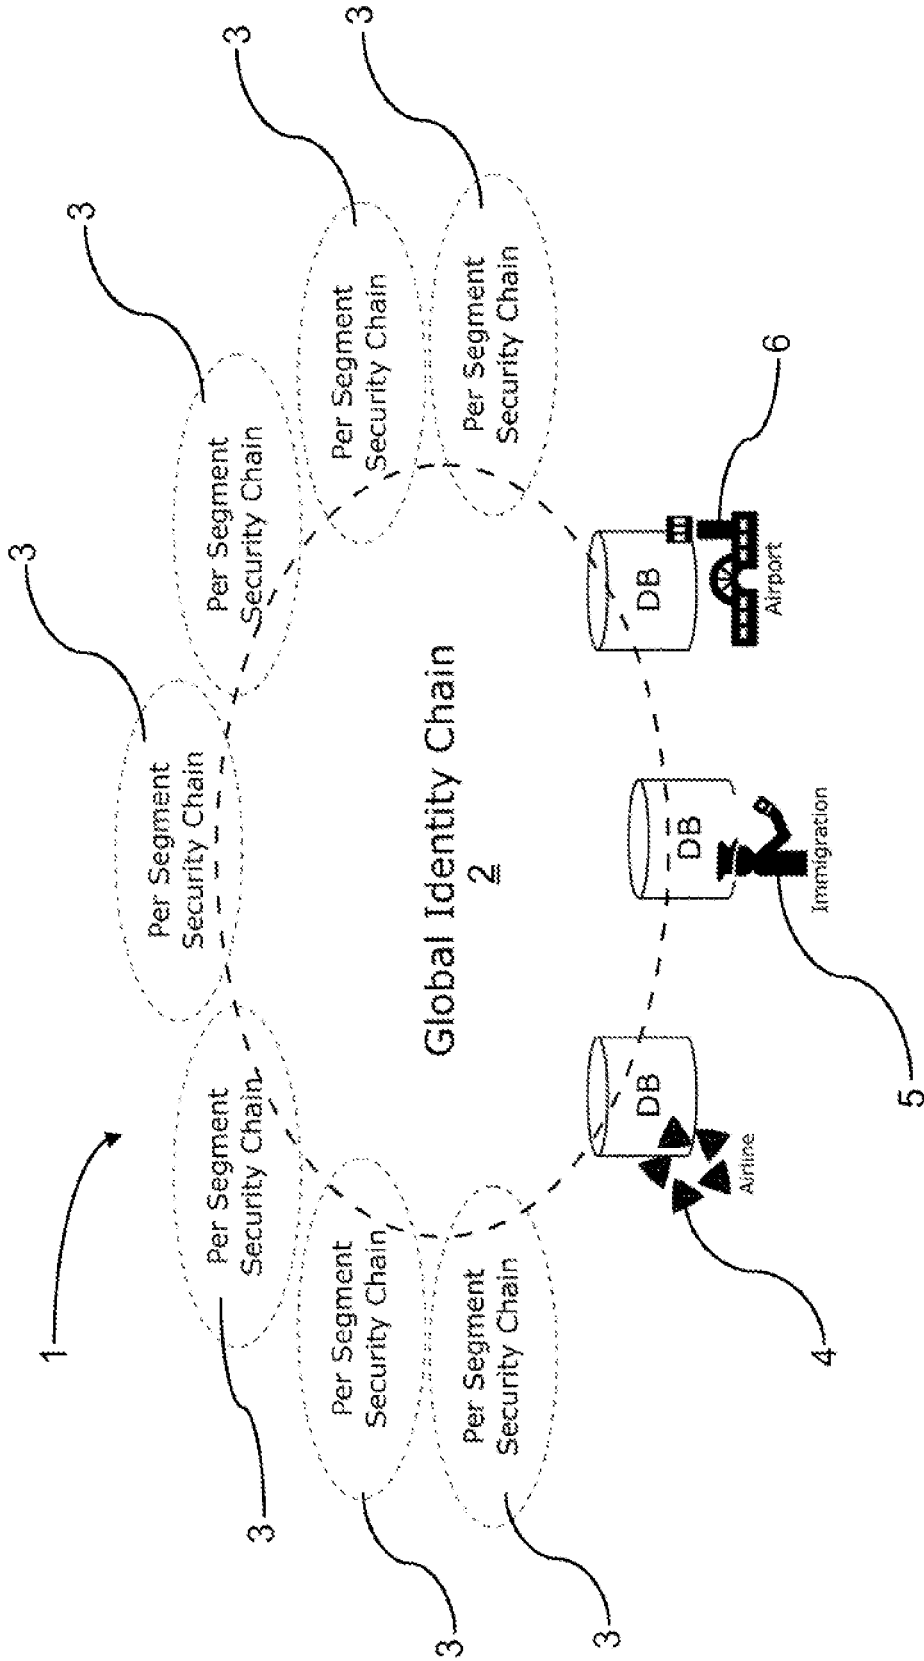 1
3
3
3
3
3
3
3
Per Segment
Security Chain
Per Segment
Security Chain
Per Segment
Security Chain
Per Segment
Security Chain
Per Segment
Security Chain
Per Segment
Security Chain
Per Segment
Security Chain
Global Identity Chain
2
DB
DB
DB
Airline
Immigration
Airport
4
5
6